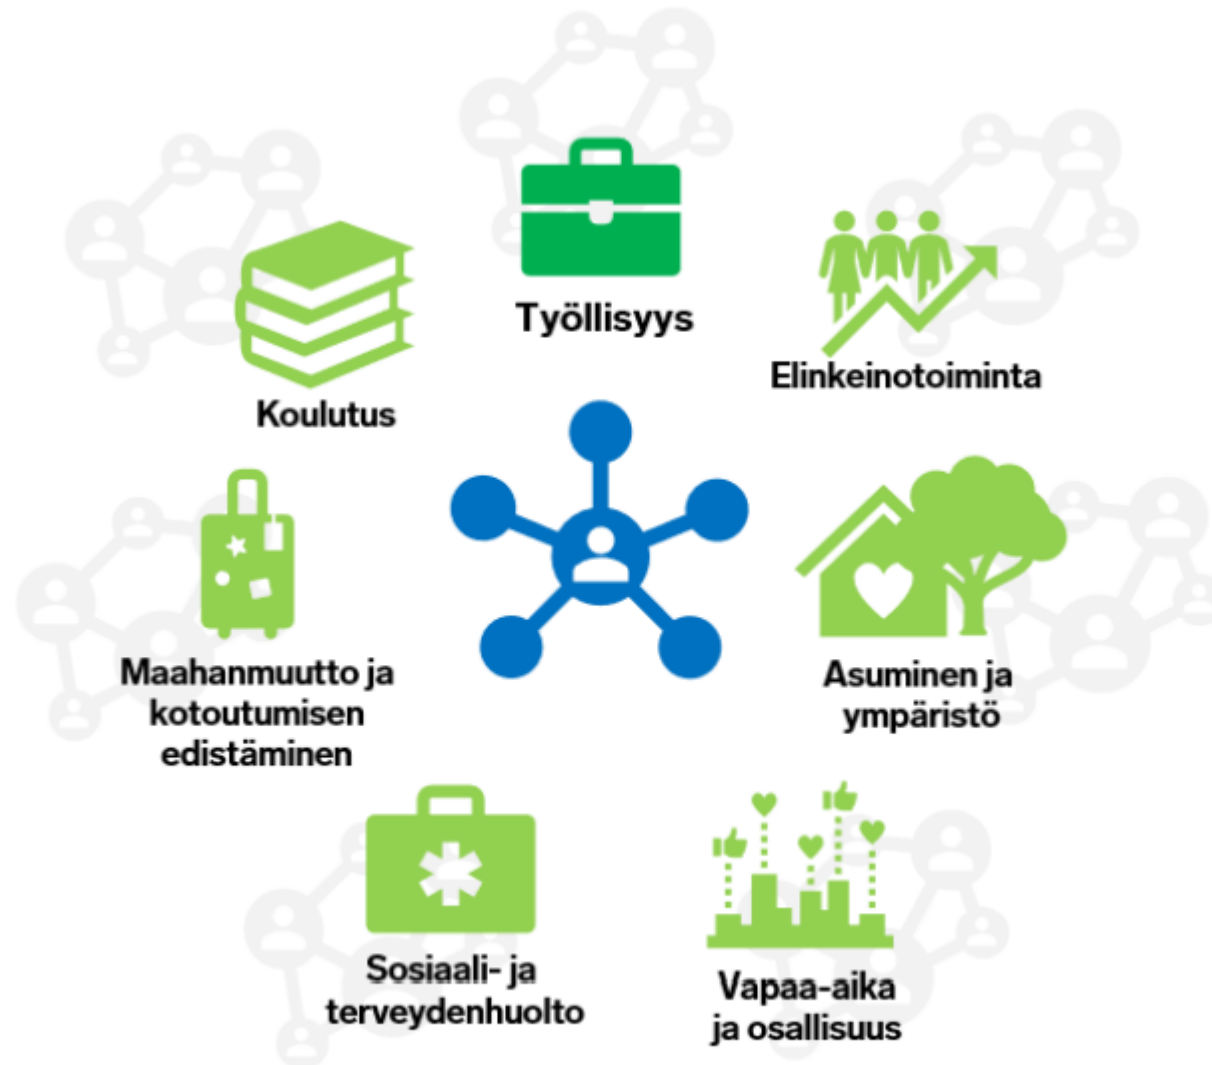 Työllisyys
Elinkeinotoiminta
Koulutus
Maahanmuutto ja
kotoutumisen
edistäminen
Asuminen ja
ympäristö
Sosiaali- ja
terveydenhuolto
Vapaa-aika
ja osallisuus